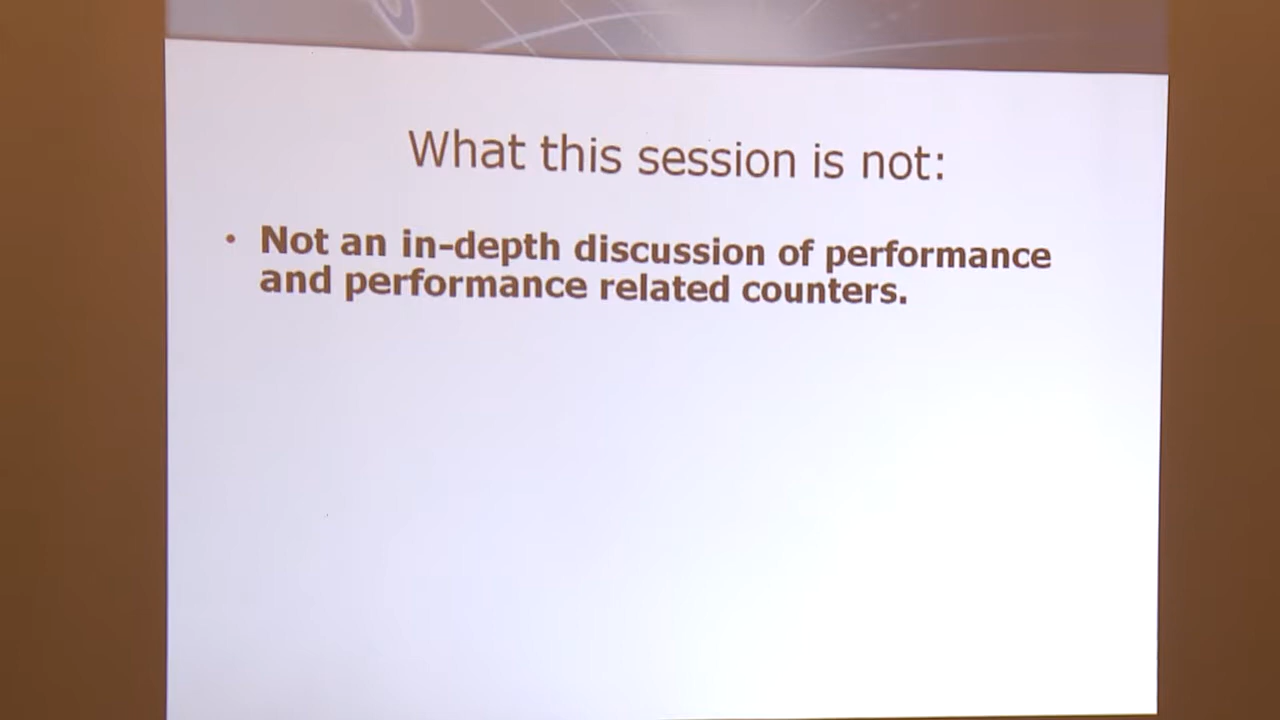 What this session is not:
• Not an in-depth discussion of performance
and performance related counters.